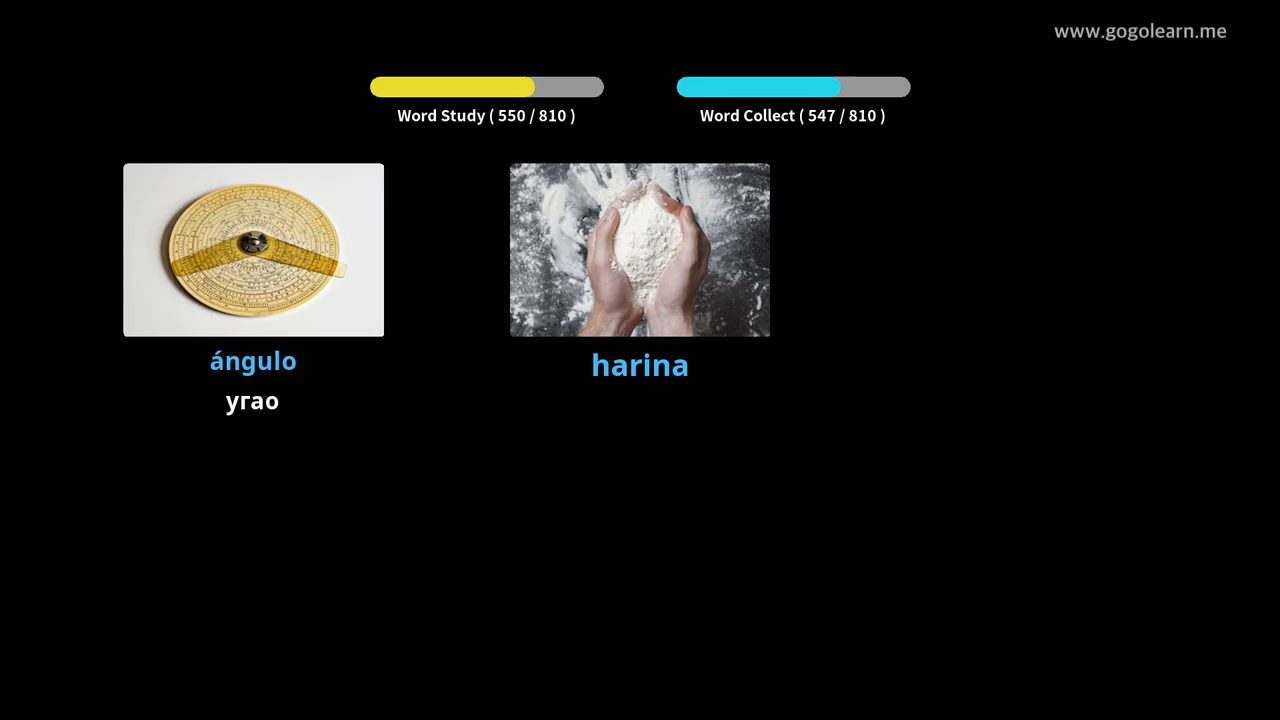 www.gogolearn.me
Word Study ( 550 / 810 )
Word Collect ( 547 / 810 )
ángulo
угао
harina